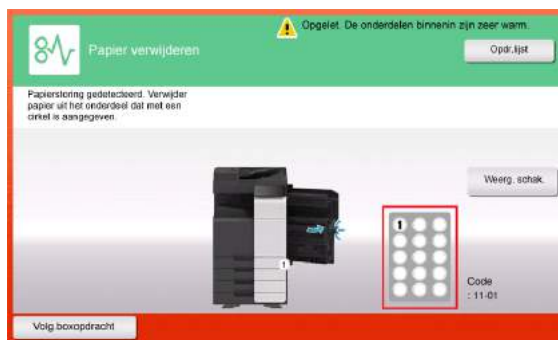 Opgelet. De onderdelen binnenin zijn zeer warm.
Papier verwijderen
Opdr.lijst
Papierstoring gedetecteerd. Verwijder
papier uit het onderdeel dat met een
cirkel is aangegeven.
Weerg. schak.
1
1
Code
: 11-01
Volg.boxopdracht